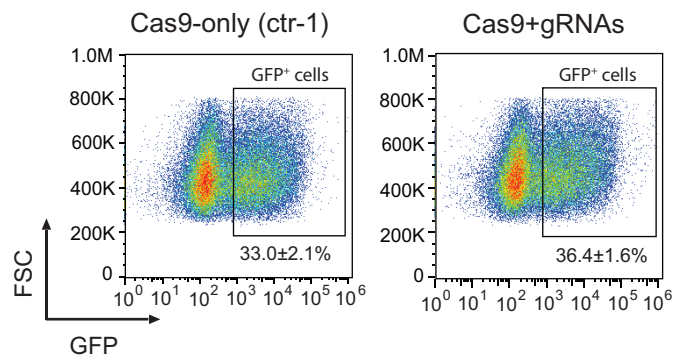 Cas9-only (ctr-1)
Cas9+gRNAs
1.0M
800K
600K
400K
200K
0
GFP⁺ cells
33.0±2.1%
10⁰ 10¹ 10² 10³ 10⁴ 10⁵ 10⁶
1.0M
800K
600K
400K
200K
0
GFP⁺ cells
36.4±1.6%
10⁰ 10¹ 10² 10³ 10⁴ 10⁵ 10⁶
FSC
GFP